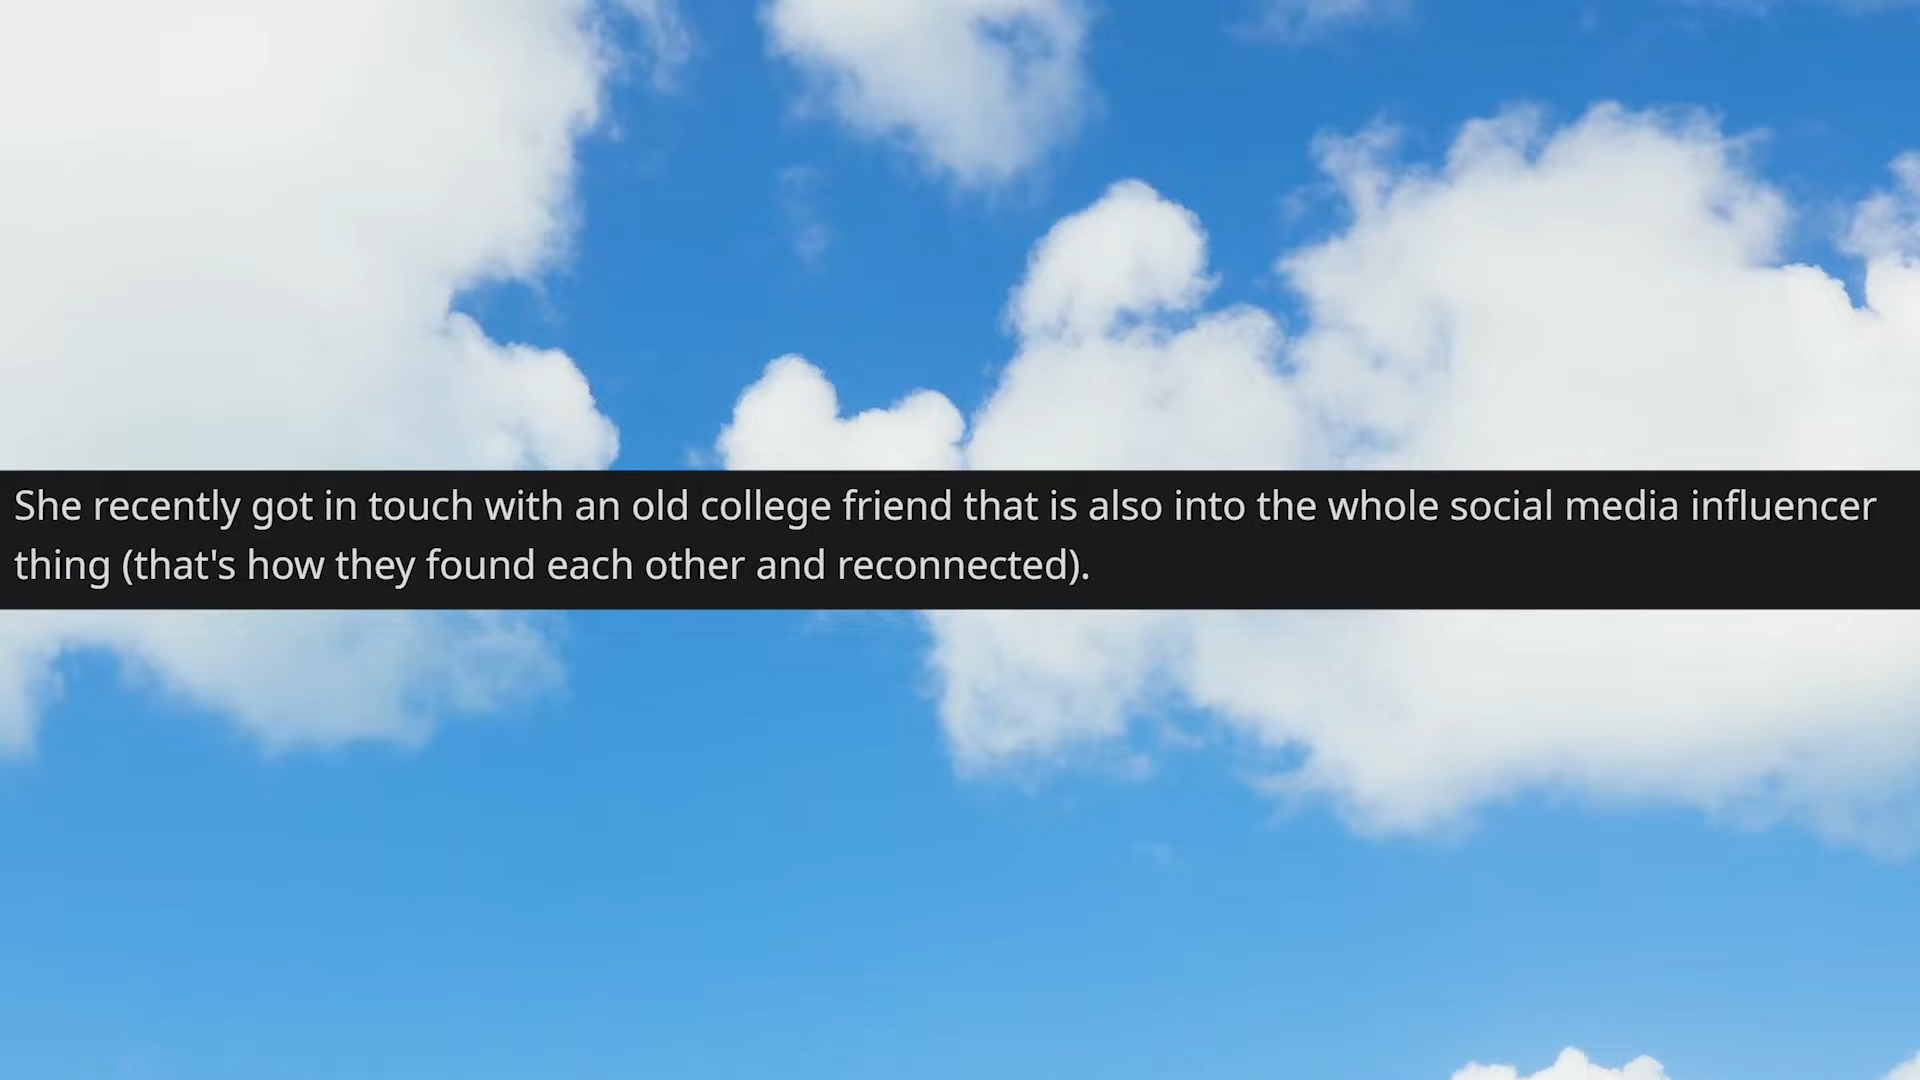 She recently got in touch with an old college friend that is also into the whole social media influencer
thing (that's how they found each other and reconnected).